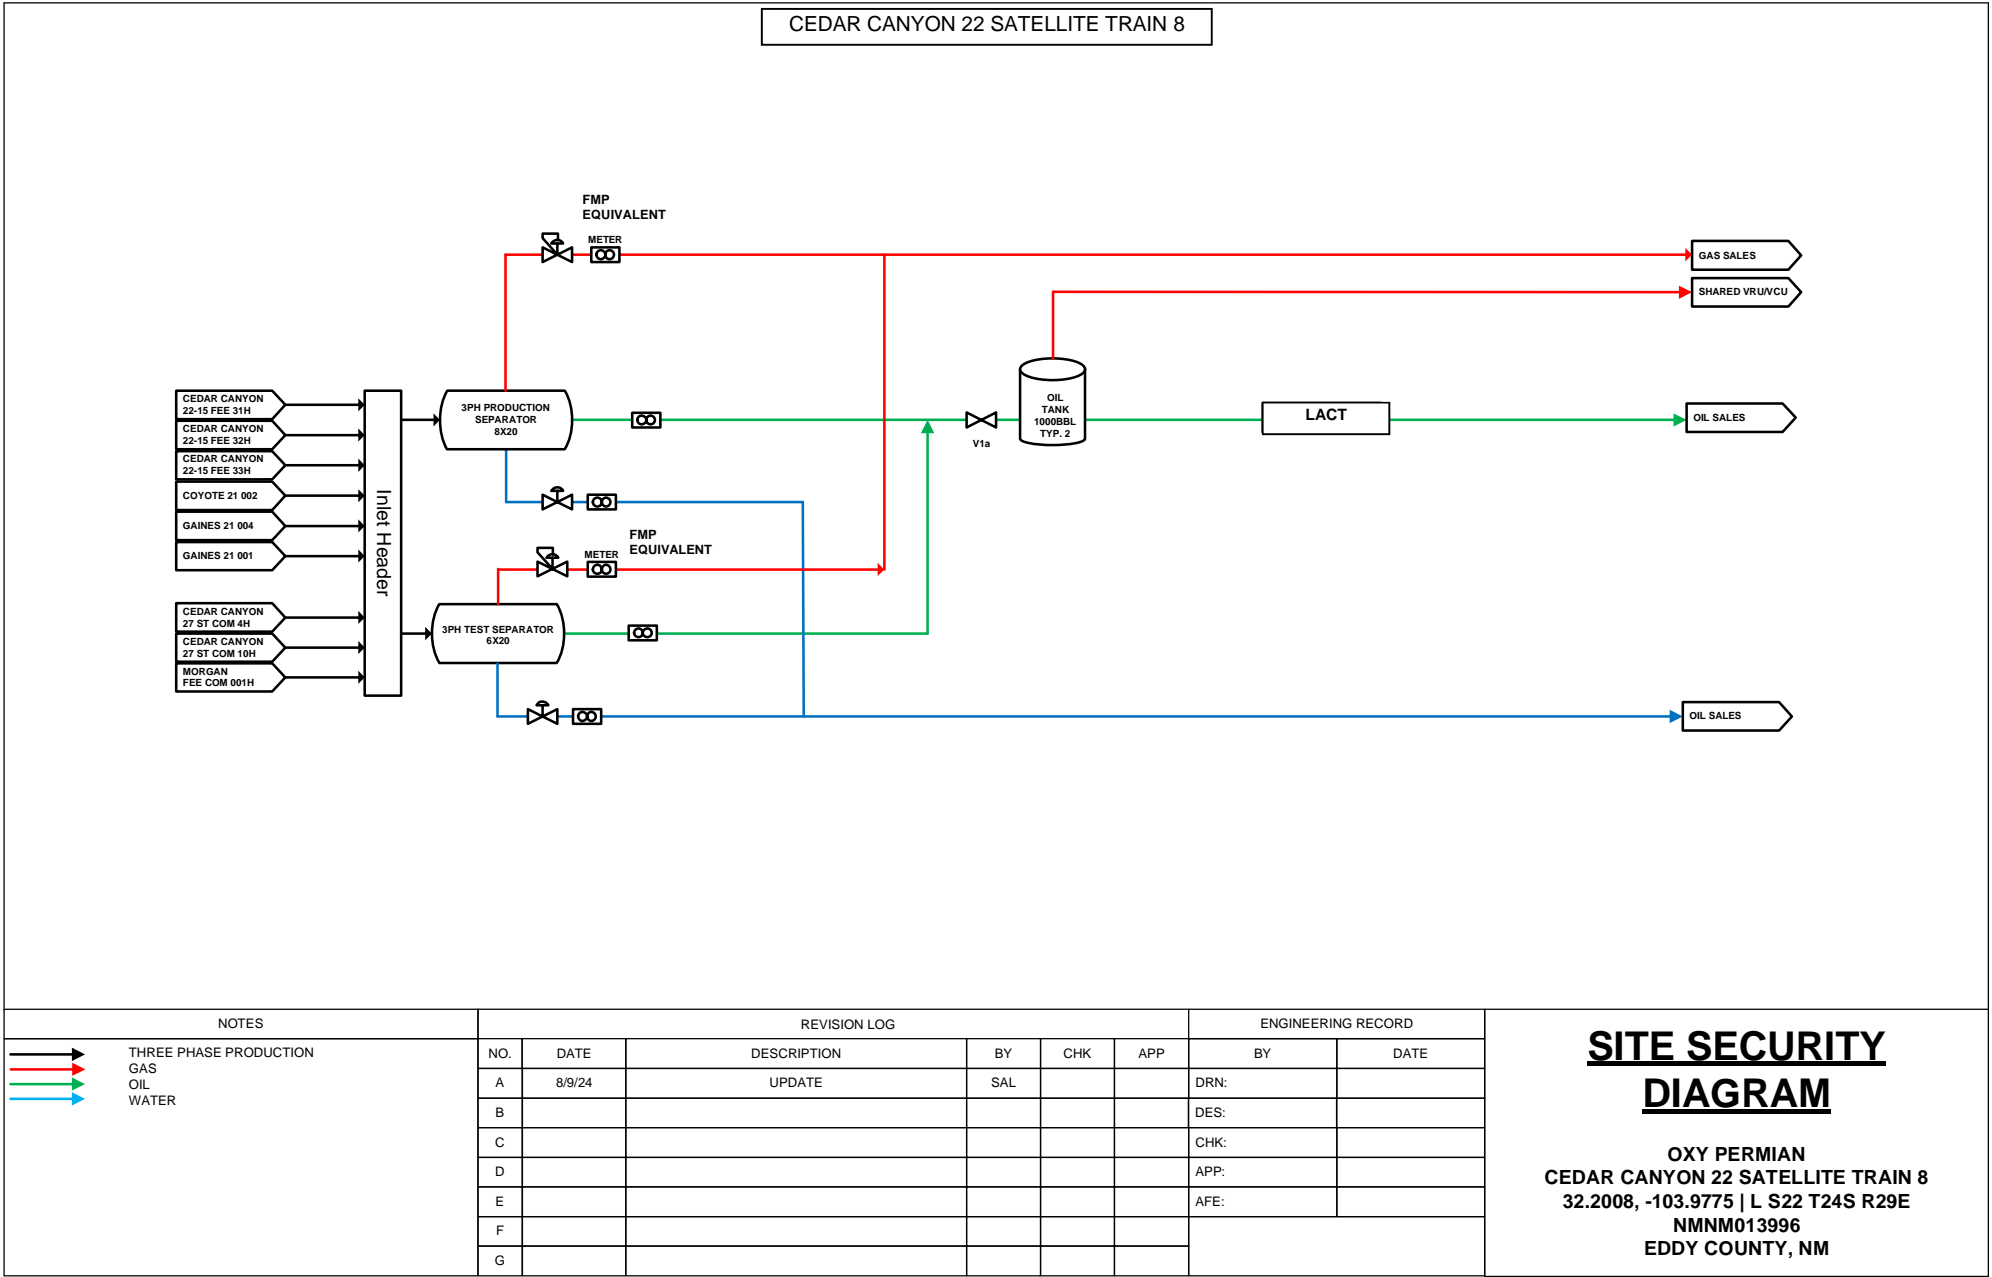 CEDAR CANYON 22 SATELLITE TRAIN 8
FMP
EQUIVALENT
METER
GAS SALES
SHARED VRU/VCU
CEDAR CANYON
22-15 FEE 31H
CEDAR CANYON
22-15 FEE 32H
CEDAR CANYON
22-15 FEE 33H
COYOTE 21 002
GAINES 21 004
GAINES 21 001
CEDAR CANYON
27 ST COM 4H
CEDAR CANYON
27 ST COM 10H
MORGAN
FEE COM 001H
Inlet Header
3PH PRODUCTION
SEPARATOR
8X20
V1a
OIL
TANK
1000BBL
TYP. 2
LACT
OIL SALES
FMP
EQUIVALENT
METER
3PH TEST SEPARATOR
6X20
OIL SALES
NOTES
THREE PHASE PRODUCTION
GAS
OIL
WATER
REVISION LOG
NO. DATE DESCRIPTION BY CHK APP
A 8/9/24 UPDATE SAL
B
C
D
E
F
G
ENGINEERING RECORD
BY DATE
DRN:
DES:
CHK:
APP:
AFE:
SITE SECURITY
DIAGRAM
OXY PERMIAN
CEDAR CANYON 22 SATELLITE TRAIN 8
32.2008, -103.9775 | L S22 T24S R29E
NMNM013996
EDDY COUNTY, NM